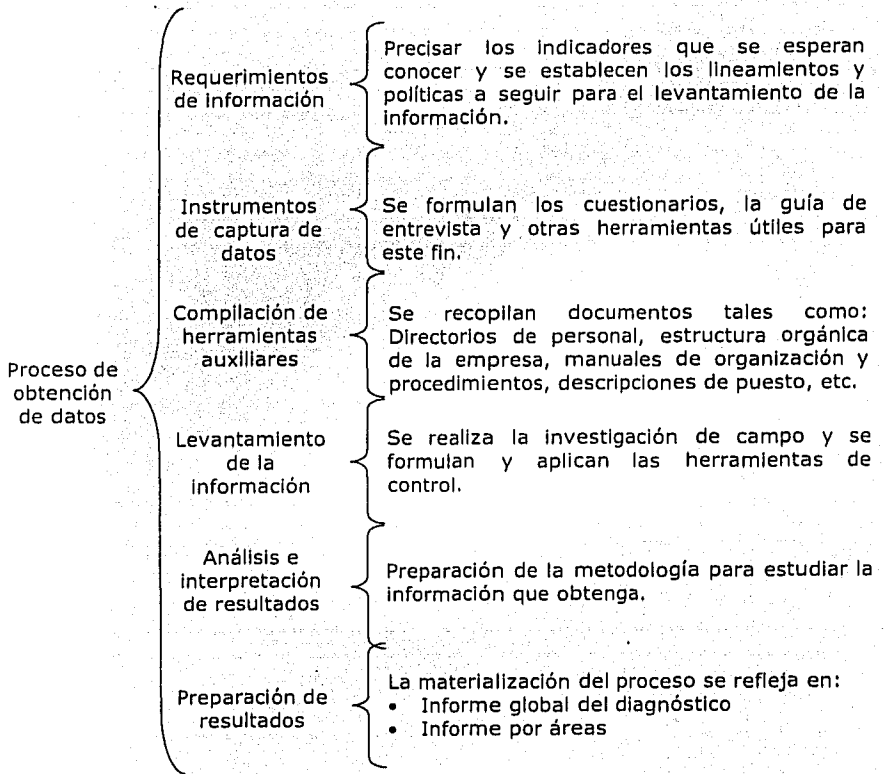 Proceso de
obtención
de datos
Requerimientos
de información
Precisar los indicadores que se esperan
conocer y se establecen los lineamientos y
políticas a seguir para el levantamiento de la
información.
Instrumentos
de captura de
datos
Se formulan los cuestionarios, la guía de
entrevista y otras herramientas útiles para
este fin.
Compilación de
herramientas
auxiliares
Se recopilan documentos tales como:
Directorios de personal, estructura orgánica
de la empresa, manuales de organización y
procedimientos, descripciones de puesto, etc.
Levantamiento
de la
información
Se realiza la investigación de campo y se
formulan y aplican las herramientas de
control.
Análisis e
interpretación
de resultados
Preparación de la metodología para estudiar la
información que obtenga.
Preparación de
resultados
La materialización del proceso se refleja en:
• Informe global del diagnóstico
• Informe por áreas